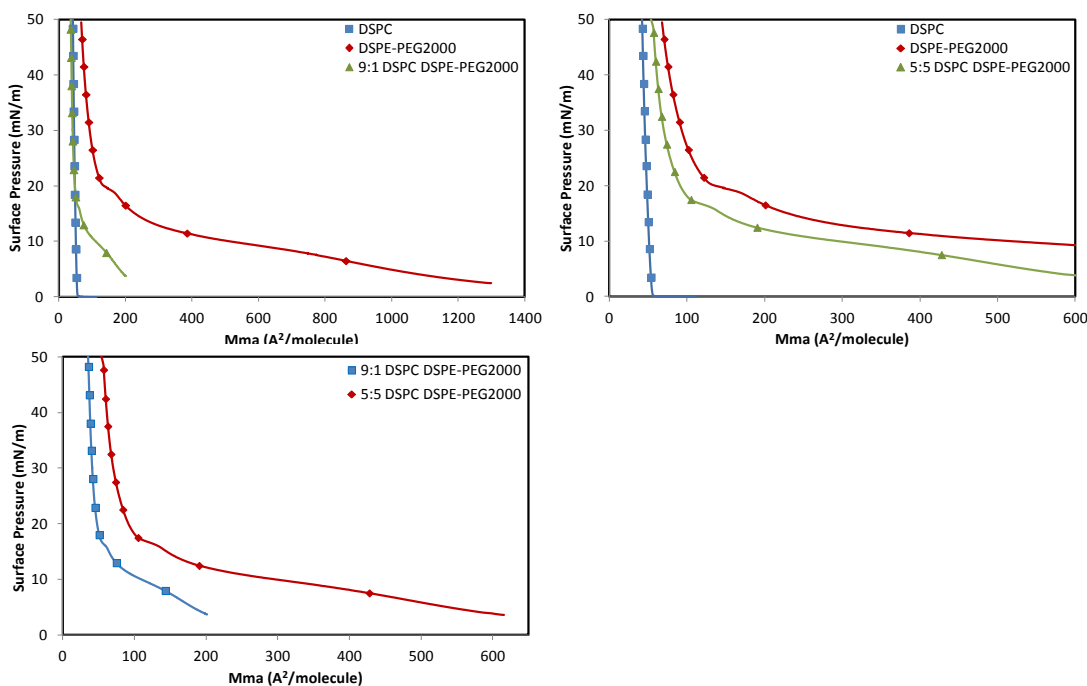 50
40
30
20
10
0
Surface Pressure (mN/m)
DSPC
DSPE-PEG2000
9:1 DSPC DSPE-PEG2000
0 200 400 600 800 1000 1200 1400
Mma (A²/molecule)
50
40
30
20
10
0
Surface Pressure (mN/m)
DSPC
DSPE-PEG2000
5:5 DSPC DSPE-PEG2000
0 100 200 300 400 500 600
Mma (A²/molecule)
50
40
30
20
10
0
Surface Pressure (mN/m)
9:1 DSPC DSPE-PEG2000
5:5 DSPC DSPE-PEG2000
0 100 200 300 400 500 600
Mma (A²/molecule)